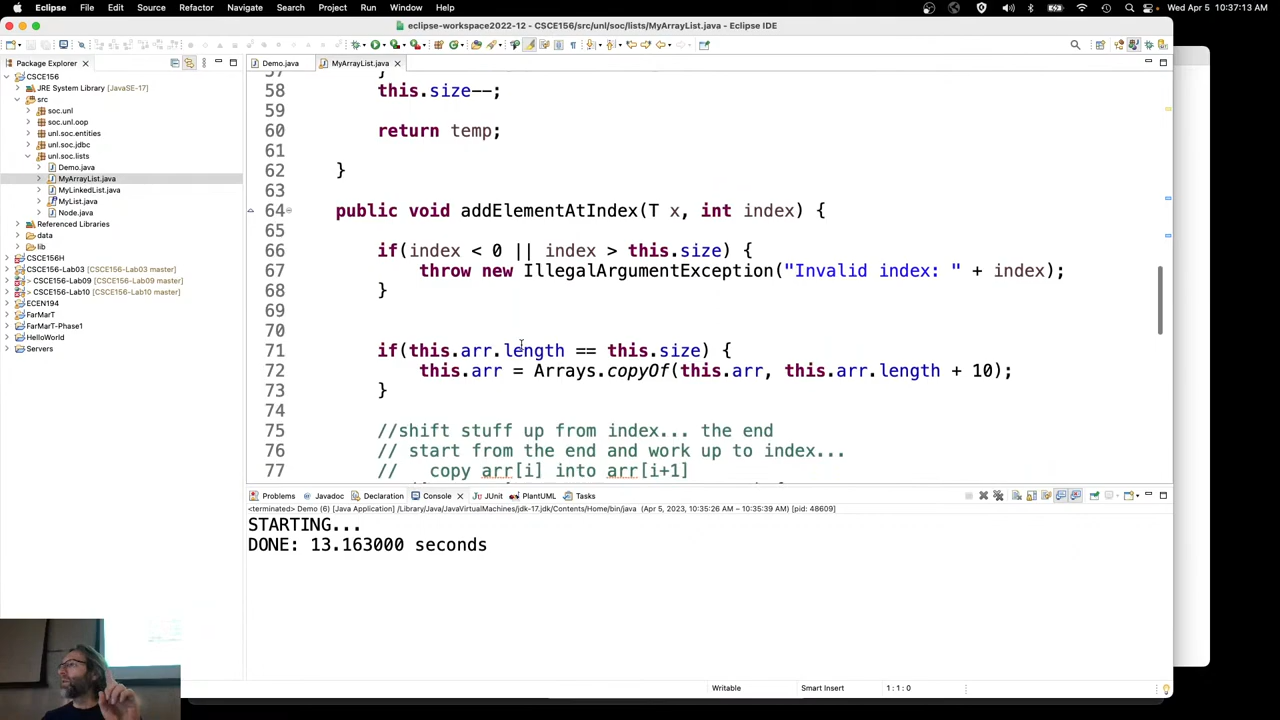 Eclipse File Edit Source Refactor Navigate Search Project Run Window Help Wed Apr 5 10:37:13 AM
eclipse-workspace2022-12 - CSCE156/src/unl/soc/lists/MyArrayList.java - Eclipse IDE
Package Explorer
Demo.java
MyArrayList.java
CSCE156
JRE System Library [JavaSE-17]
src
soc.unl
unl.oop
unl.soc.entities
unl.soc.jdbc
unl.soc.lists
Demo.java
MyArrayList.java
MyLinkedList.java
MyList.java
Node.java
Referenced Libraries
data
lib
CSCE156H
CSCE156-Lab03 [CSCE156-Lab03 master]
> CSCE156-Lab09 [CSCE156-Lab09 master]
> CSCE156-Lab10 [CSCE156-Lab10 master]
ECEN194
FarMarT
FarMarT-Phase1
HelloWorld
Servers
57 }
58 this.size--;
59
60 return temp;
61
62 }
63
64 public void addElementAtIndex(T x, int index) {
65
66 if(index < 0 || index > this.size) {
67 throw new IllegalArgumentException("Invalid index: " + index);
68 }
69
70
71 if(this.arr.length == this.size) {
72 this.arr = Arrays.copyOf(this.arr, this.arr.length + 10);
73 }
74
75 //shift stuff up from index... the end
76 // start from the end and work up to index...
77 // copy arr[i] into arr[i+1]
Problems Javadoc Declaration Console JUnit PlantUML Tasks
<terminated> Demo (6) [Java Application] /Library/Java/JavaVirtualMachines/jdk-17.jdk/Contents/Home/bin/java (Apr 5, 2023, 10:35:26 AM – 10:35:39 AM) [pid: 48609]
STARTING...
DONE: 13.163000 seconds
Writable Smart Insert 1 : 1 : 0